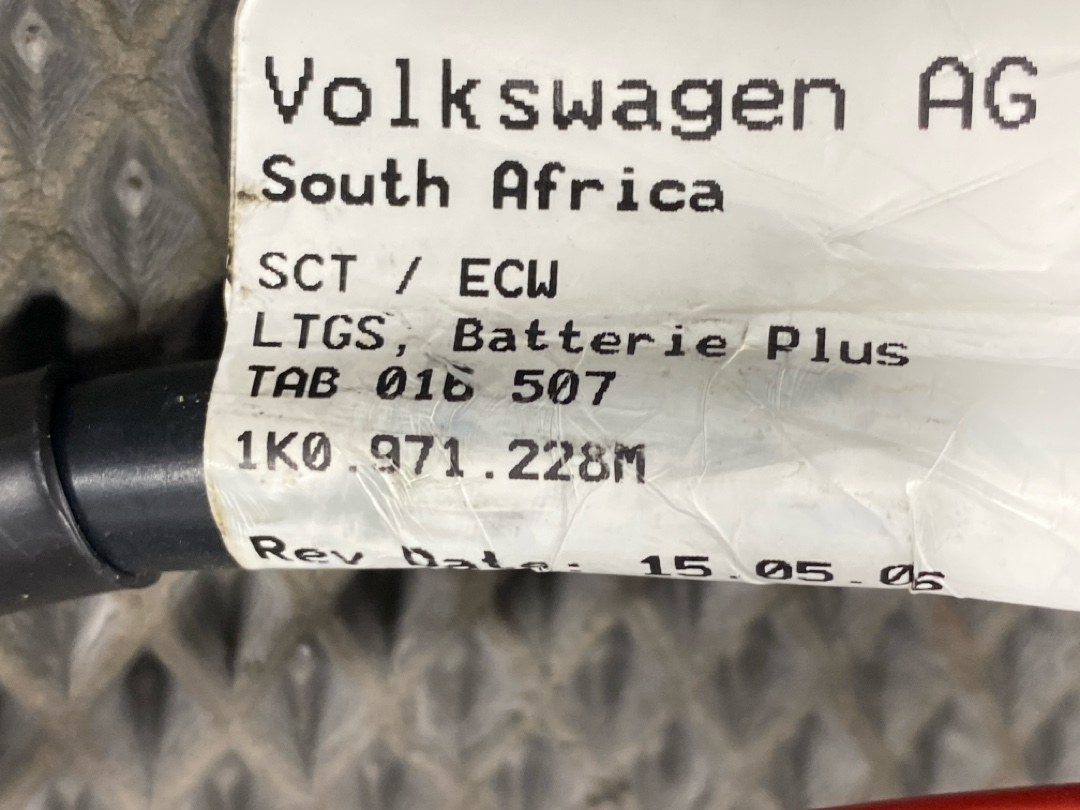 Volkswagen AG
South Africa
SCT / ECW
LTGS, Batterie Plus
TAB 016 507
1K0.971.228M
Rev Date: 15.05.06